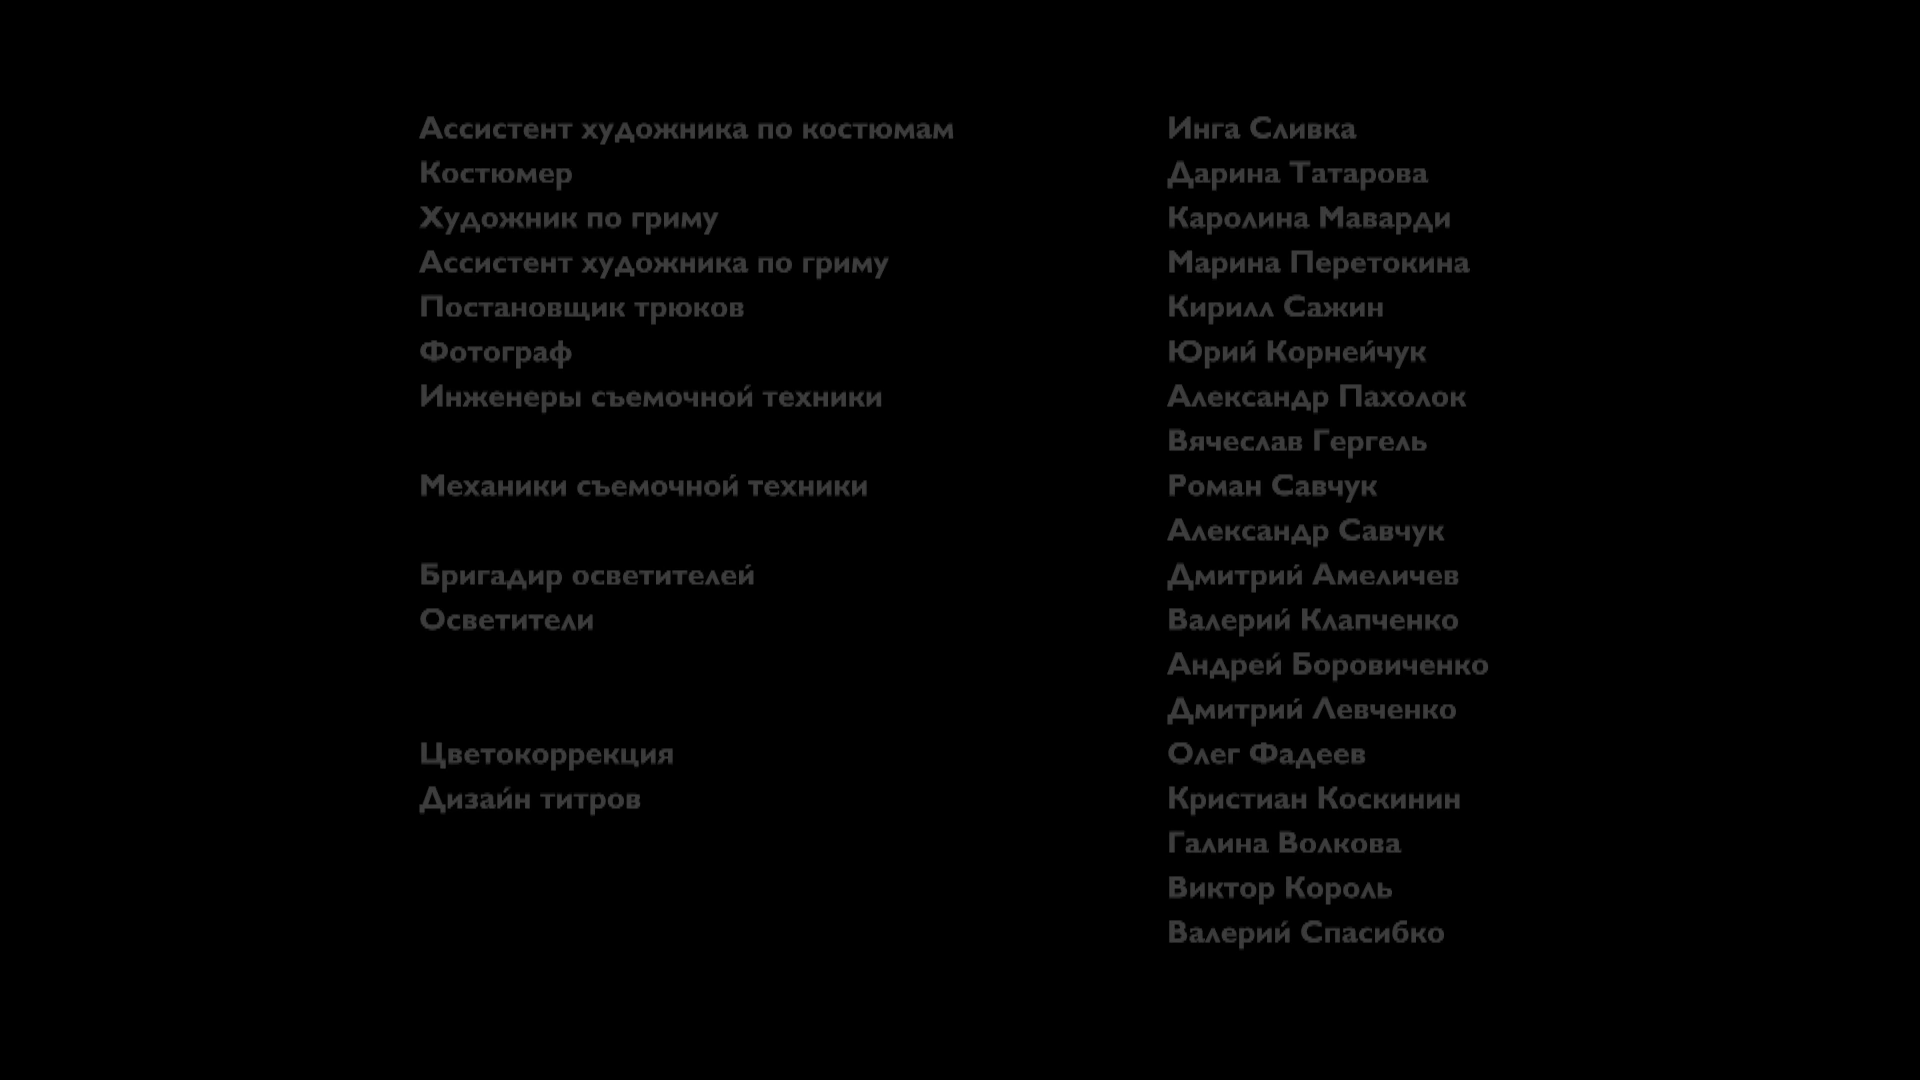 Ассистент художника по костюмам Инга Сливка
Костюмер Дарина Татарова
Художник по гриму Каролина Маварди
Ассистент художника по гриму Марина Перетокина
Постановщик трюков Кирилл Сажин
Фотограф Юрий Корнейчук
Инженеры съемочной техники Александр Пахолок
Вячеслав Гергель
Механики съемочной техники Роман Савчук
Александр Савчук
Бригадир осветителей Дмитрий Амеличев
Осветители Валерий Клапченко
Андрей Боровиченко
Дмитрий Левченко
Цветокоррекция Олег Фадеев
Дизайн титров Кристиан Коскинин
Галина Волкова
Виктор Король
Валерий Спасибко